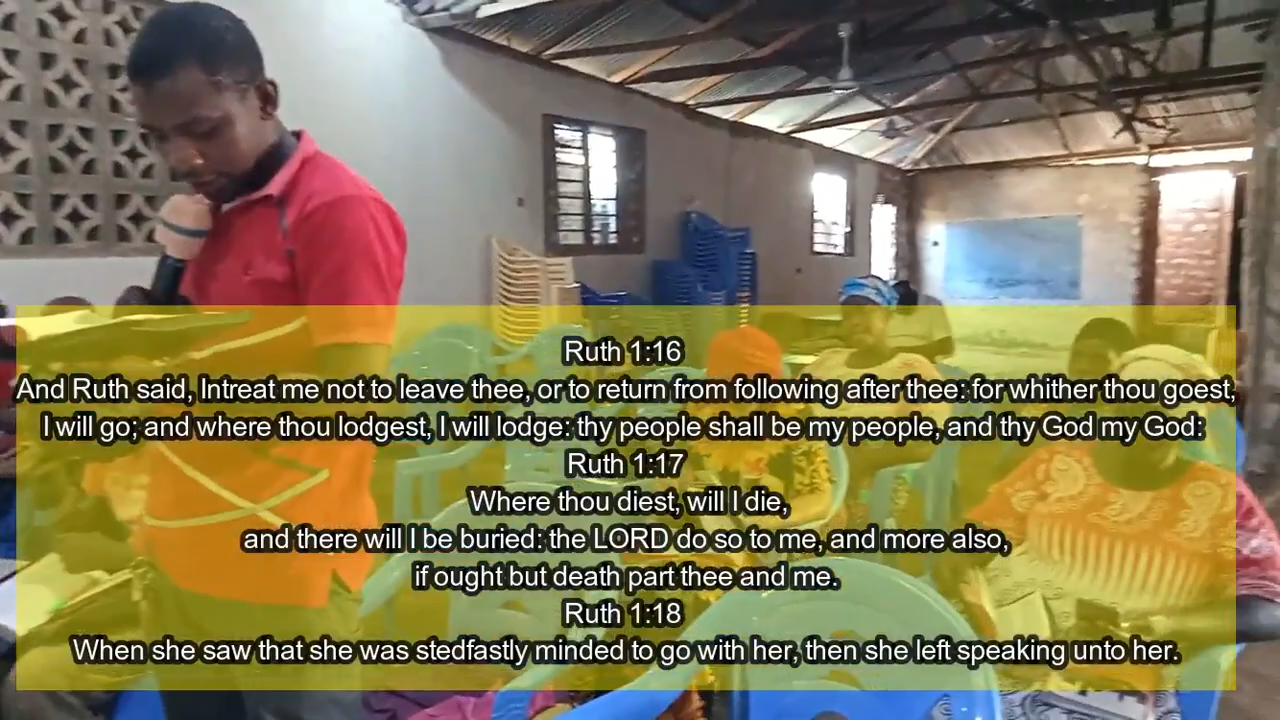 Ruth 1:16
And Ruth said, Intreat me not to leave thee, or to return from following after thee: for whither thou goest,
I will go; and where thou lodgest, I will lodge: thy people shall be my people, and thy God my God:
Ruth 1:17
Where thou diest, will I die,
and there will I be buried: the LORD do so to me, and more also,
if ought but death part thee and me.
Ruth 1:18
When she saw that she was stedfastly minded to go with her, then she left speaking unto her.